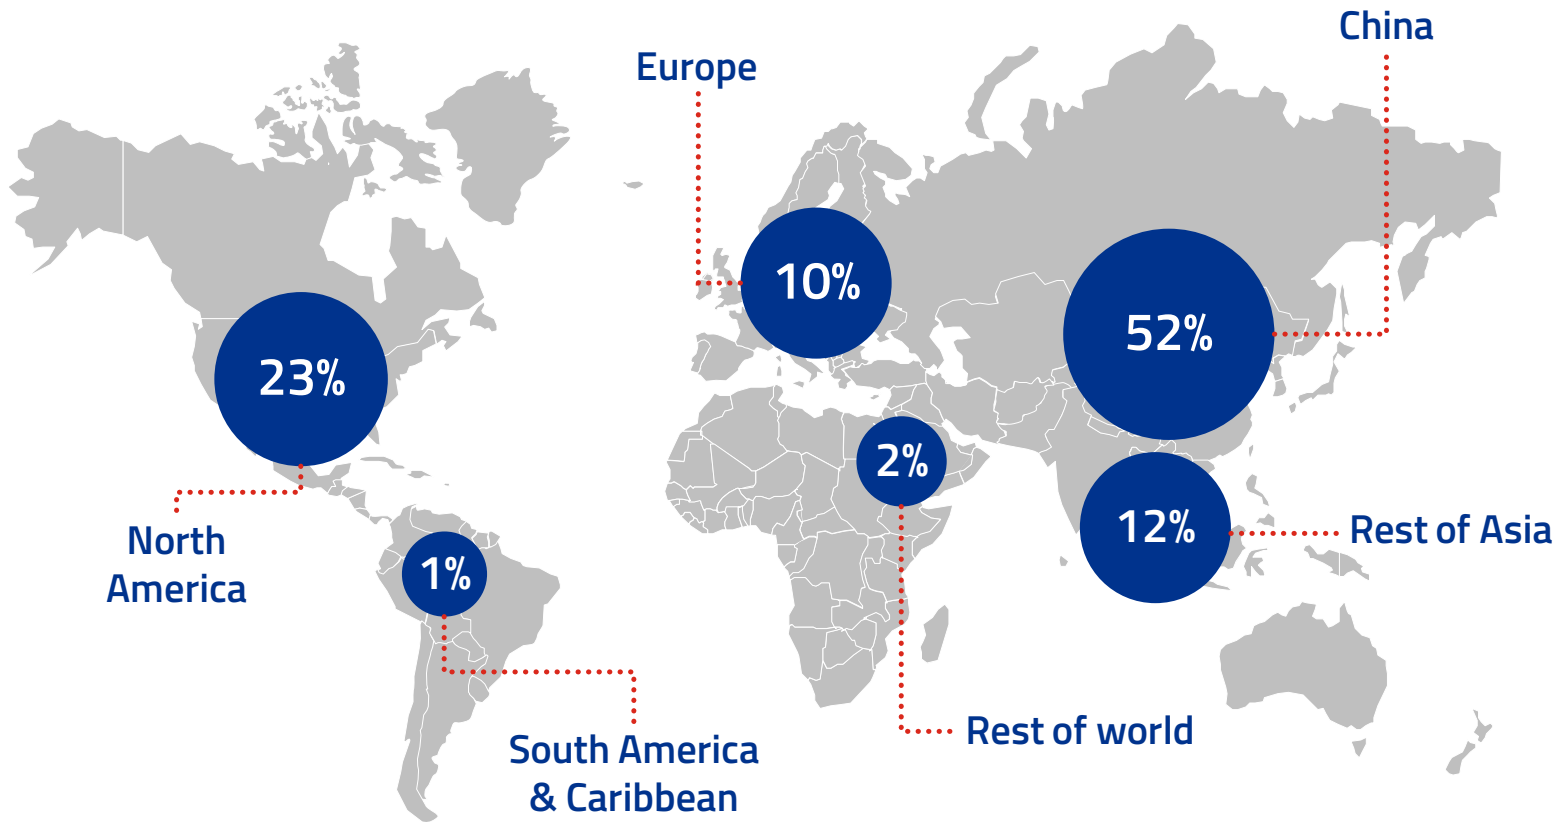 China
Europe
10%
52%
23%
2%
12%
Rest of Asia
North
America
1%
Rest of world
South America
& Caribbean